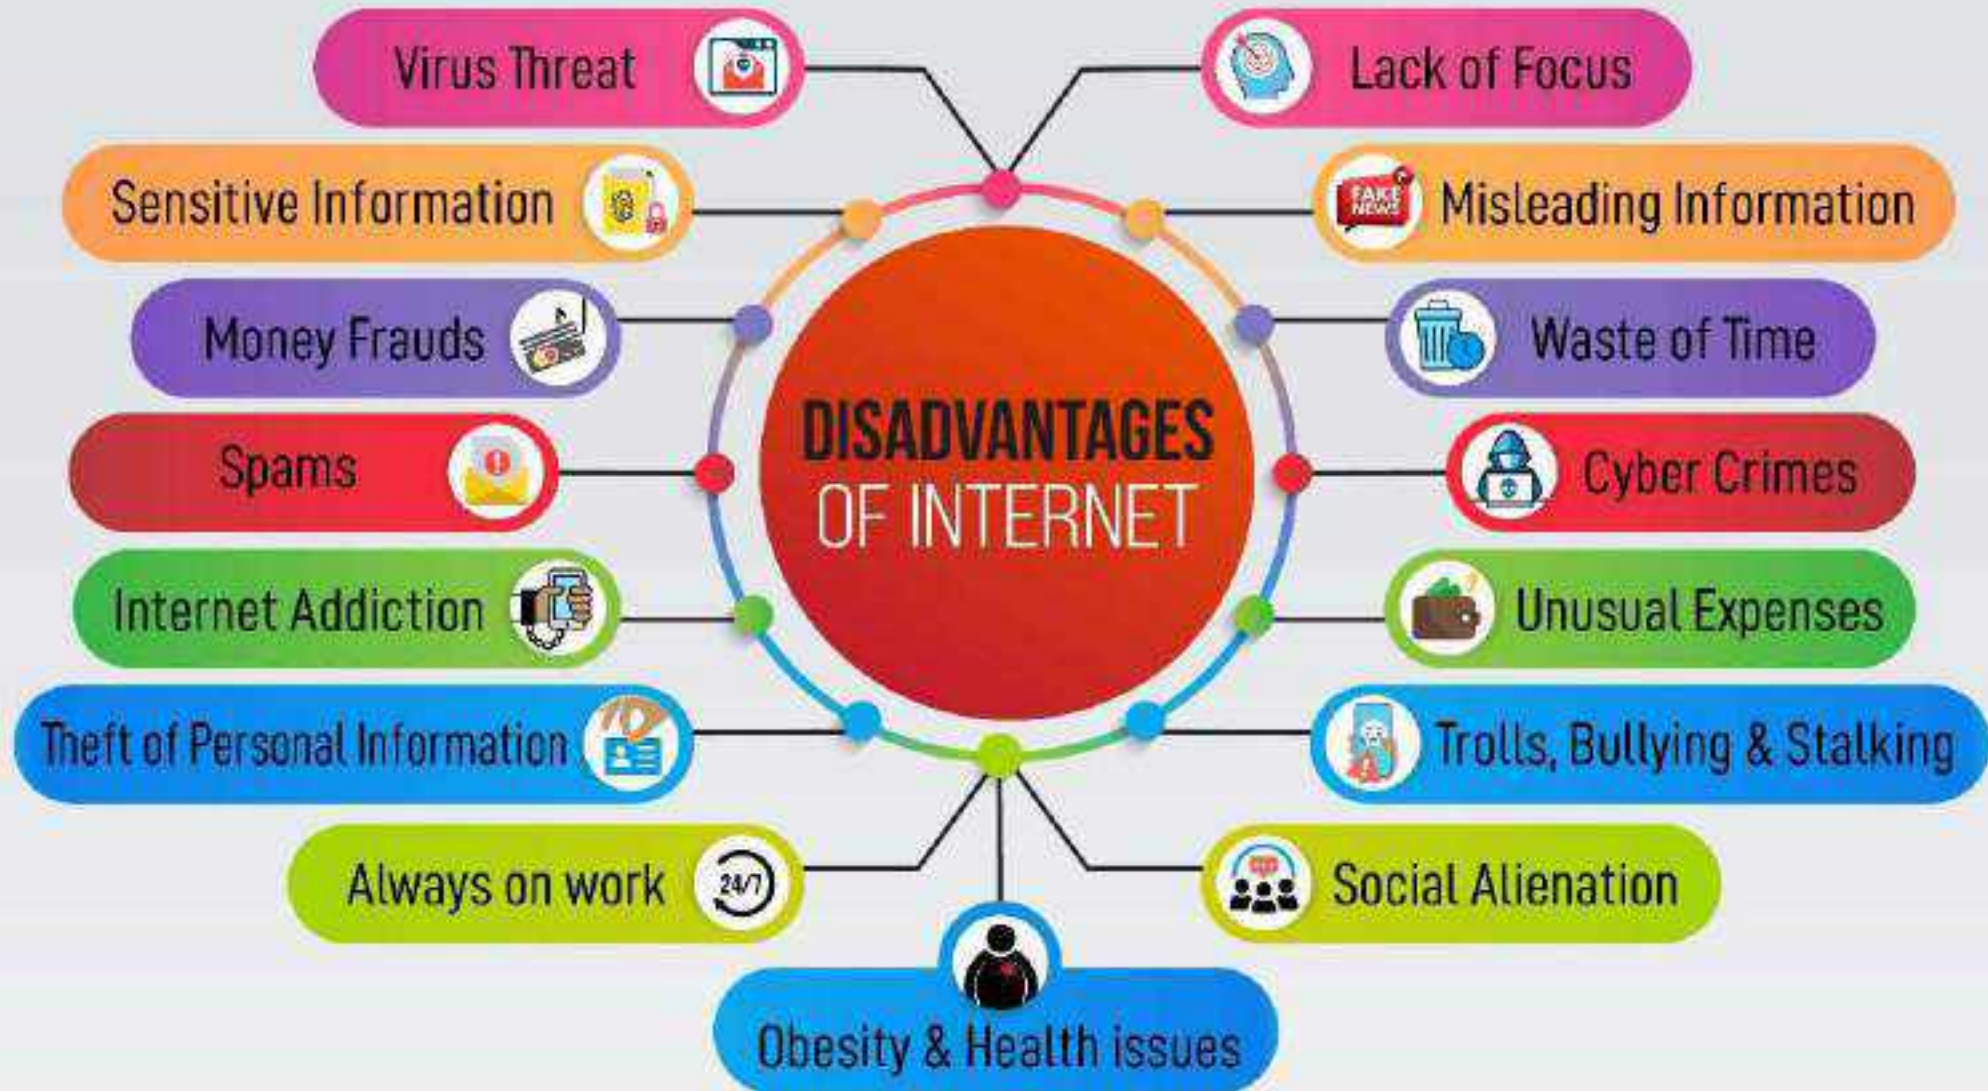 Virus Threat
Lack of Focus
Sensitive Information
FAKE
NEWS
Misleading Information
Money Frauds
Waste of Time
DISADVANTAGES
OF INTERNET
Spams
Cyber Crimes
Internet Addiction
Unusual Expenses
Theft of Personal Information
Trolls, Bullying & Stalking
Always on work
24/7
Social Alienation
Obesity & Health issues